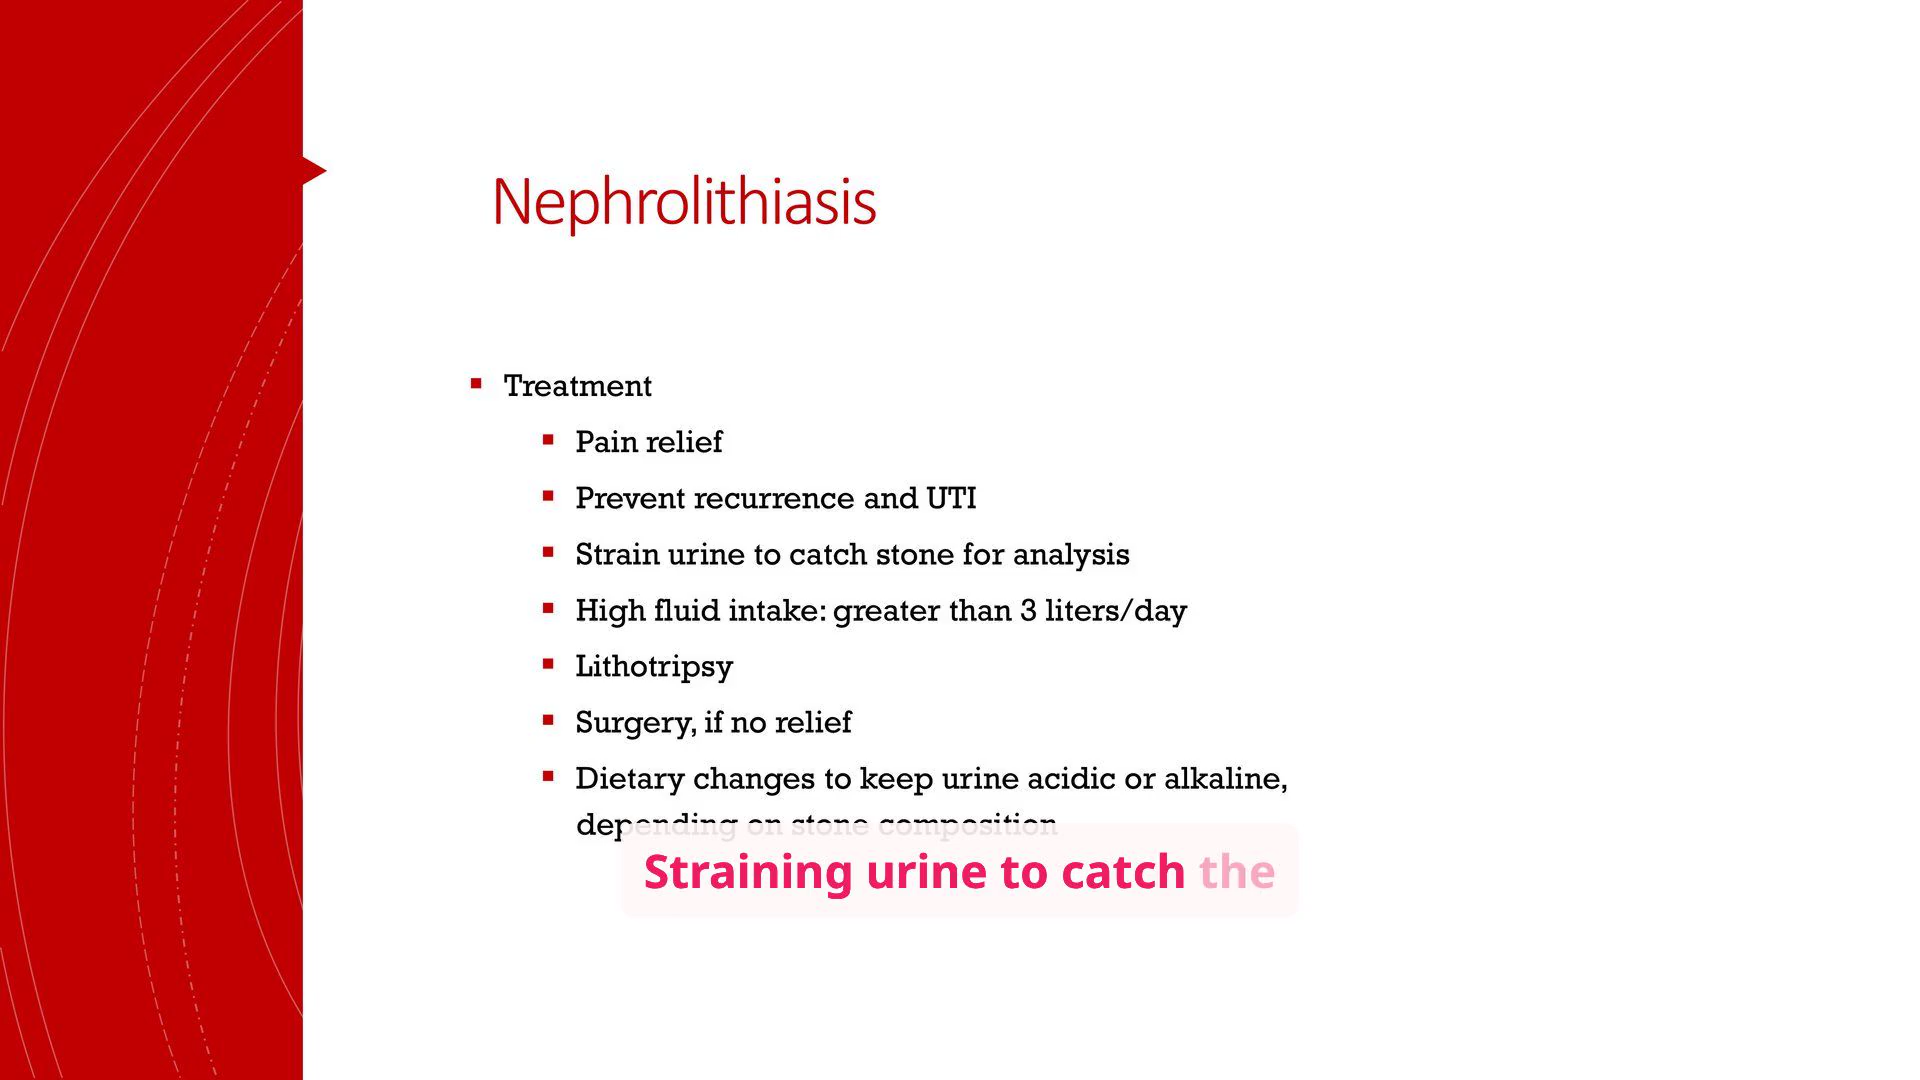 Nephrolithiasis
Treatment
Pain relief
Prevent recurrence and UTI
Strain urine to catch stone for analysis
High fluid intake: greater than 3 liters/day
Lithotripsy
Surgery, if no relief
Dietary changes to keep urine acidic or alkaline,
depending on stone composition
Straining urine to catch the